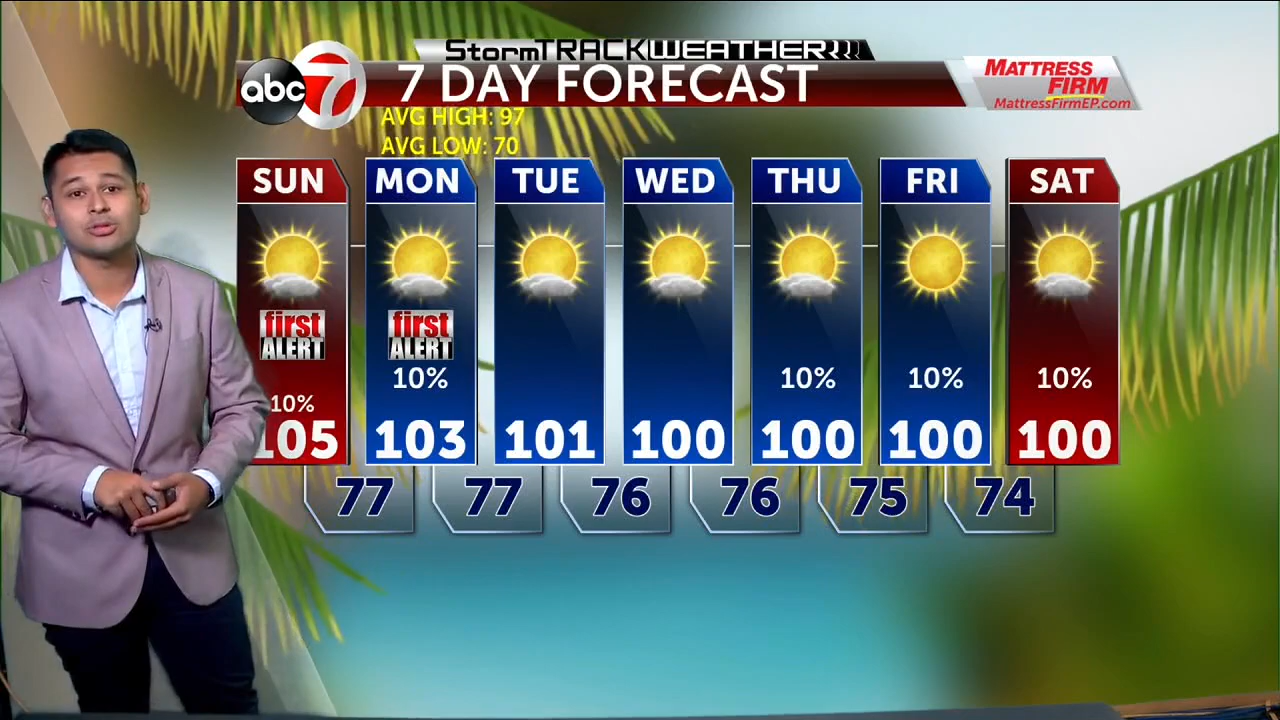 StormTRACKWEATHER
abc 7
7 DAY FORECAST
MATTRESS
FIRM
MattressFirmEP.com
AVG HIGH: 97
AVG LOW: 70
SUN MON TUE WED THU FRI SAT
first first
ALERT ALERT
10% 10% 10% 10% 10%
105 103 101 100 100 100 100
77 77 76 76 75 74